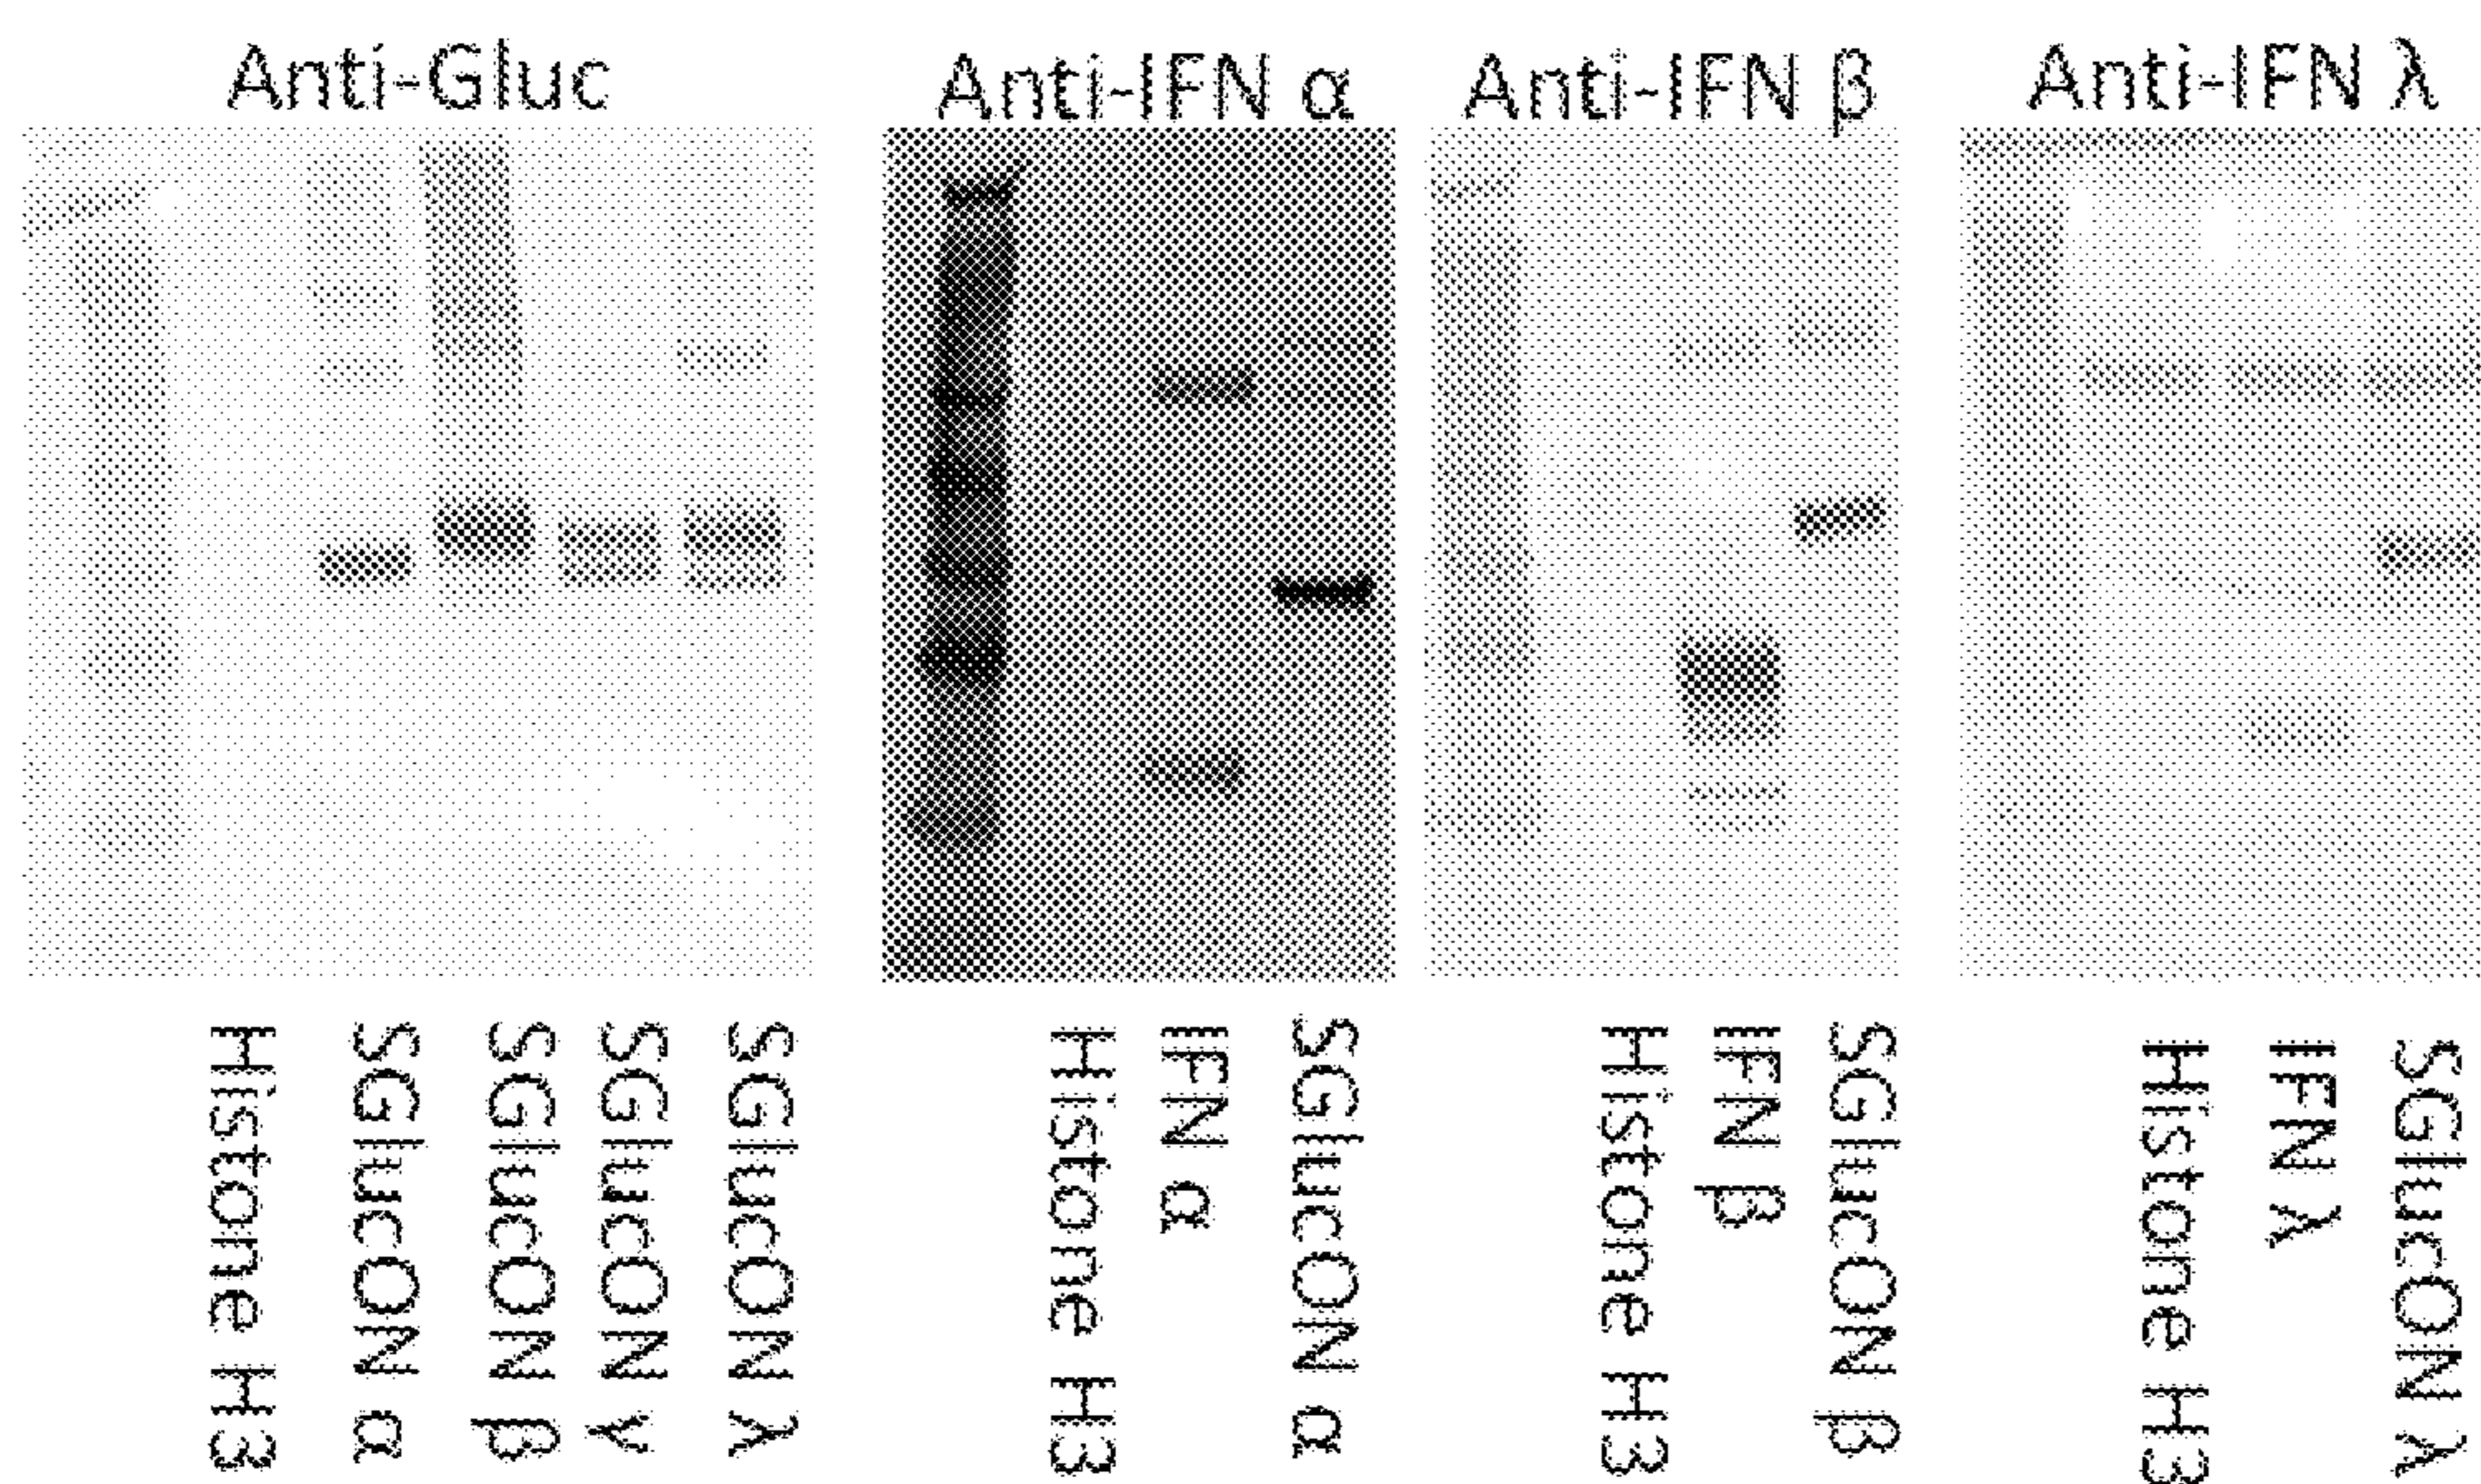 Anti-Gluc
Anti-IFN α
Anti-IFN β
Anti-IFN λ
Histone H3
SGlucON α
SGlucON β
SGlucON γ
SGlucON λ
Histone H3
IFN α
SGlucON α
Histone H3
IFN β
SGlucON β
Histone H3
IFN λ
SGlucON λ